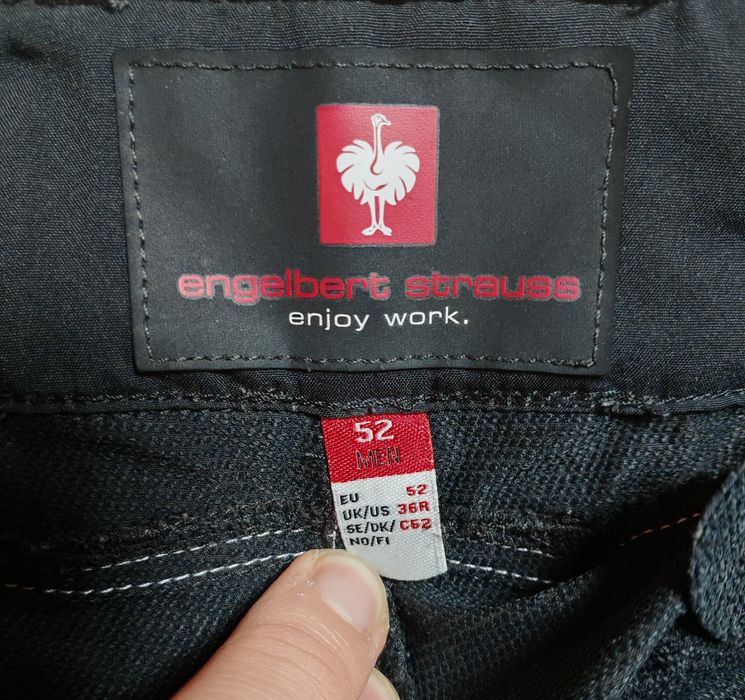 engelbert strauss
enjoy work.
52
MEN
EU 52
UK/US 36R
SE/DK/ C52
NO/FI